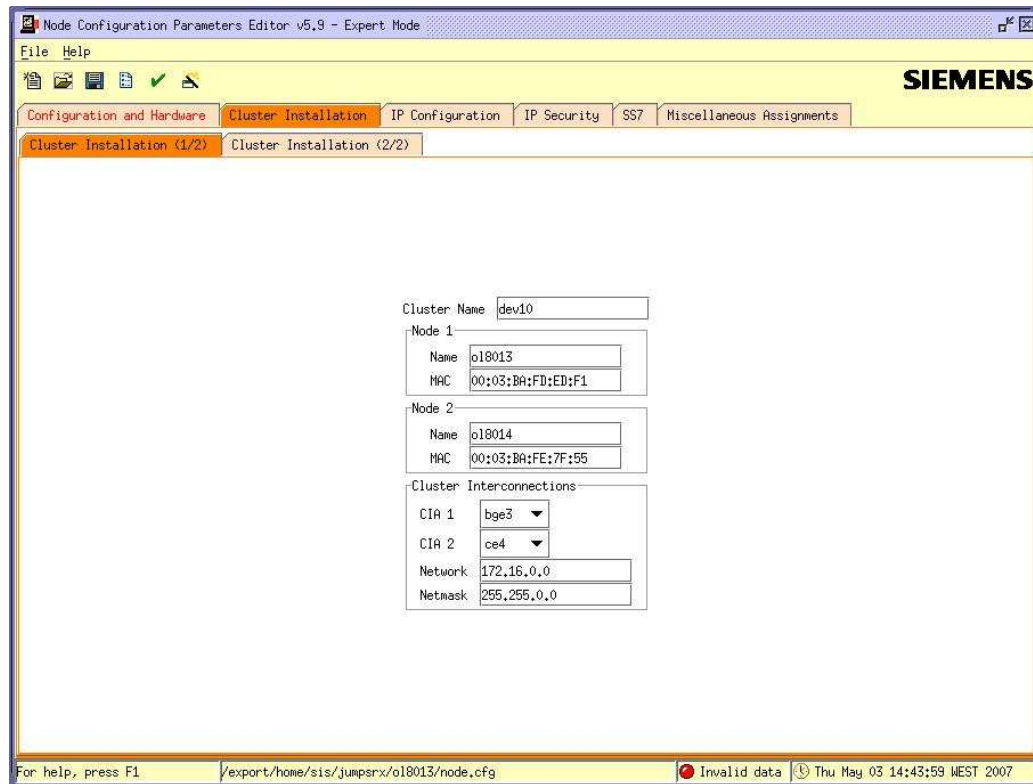 Node Configuration Parameters Editor v5.9 - Expert Mode
File Help
SIEMENS
Configuration and Hardware Cluster Installation IP Configuration IP Security SS7 Miscellaneous Assignments
Cluster Installation (1/2) Cluster Installation (2/2)
Cluster Name dev10
Node 1
Name ol8013
MAC 00:03:BA:FD:ED:F1
Node 2
Name ol8014
MAC 00:03:BA:FE:7F:55
Cluster Interconnections
CIA 1 bge3
CIA 2 ce4
Network 172.16.0.0
Netmask 255.255.0.0
For help, press F1 /export/home/sis/jumpsrx/ol8013/node.cfg Invalid data Thu May 03 14:43:59 WEST 2007